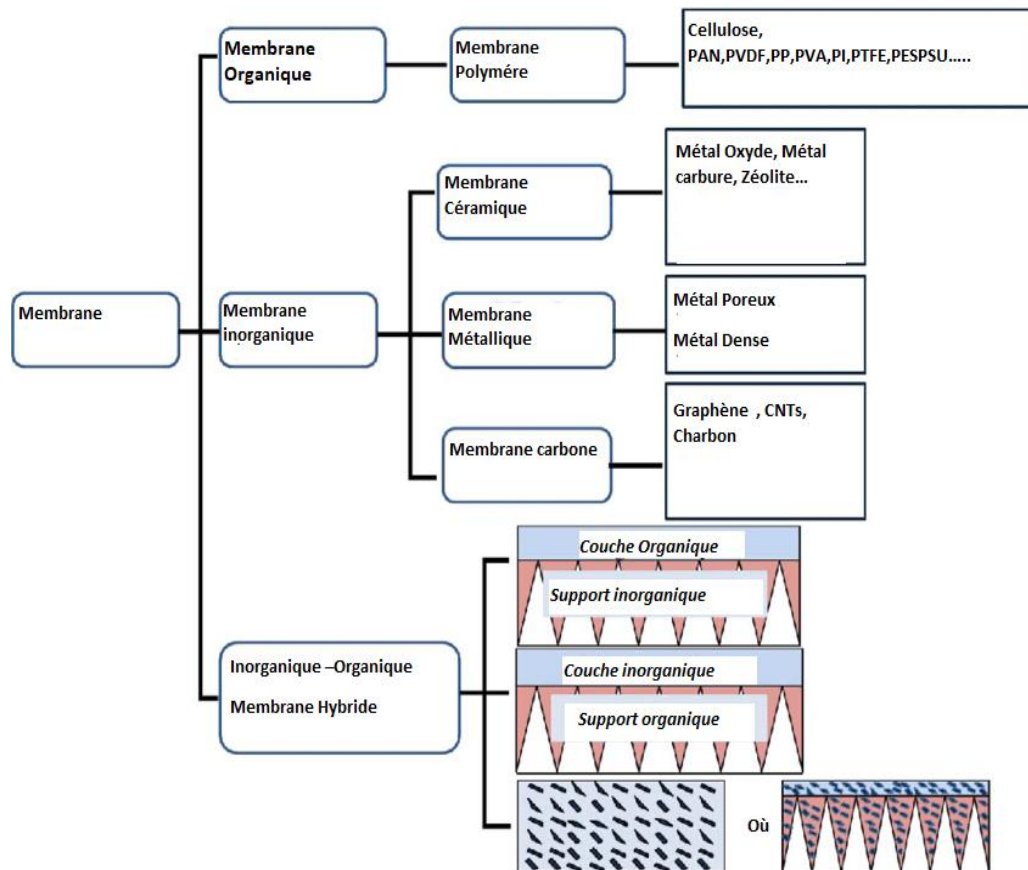 Membrane
Organique
Membrane
Polymére
Cellulose,
PAN,PVDF,PP,PVA,PI,PTFE,PESPSU.....
Membrane
Céramique
Métal Oxyde, Métal
carbure, Zéolite...
Membrane
Membrane
inorganique
Membrane
Métallique
Métal Poreux
Métal Dense
Membrane carbone
Graphène , CNTs,
Charbon
Inorganique –Organique
Membrane Hybride
Couche Organique
Support inorganique
Couche inorganique
Support organique
Où